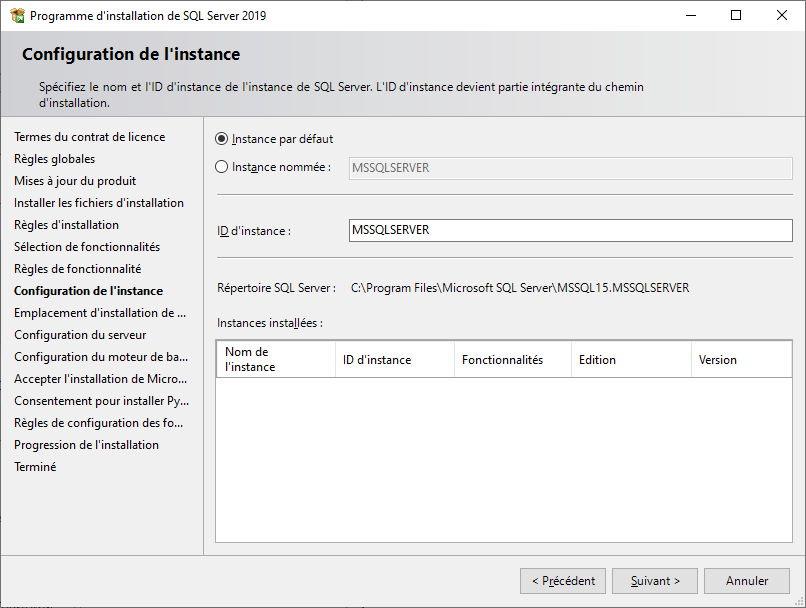 Programme d'installation de SQL Server 2019
Configuration de l'instance
Spécifiez le nom et l'ID d'instance de l'instance de SQL Server. L'ID d'instance devient partie intégrante du chemin
d'installation.
Termes du contrat de licence
Règles globales
Mises à jour du produit
Installer les fichiers d'installation
Règles d'installation
Sélection de fonctionnalités
Règles de fonctionnalité
Configuration de l'instance
Emplacement d'installation de ...
Configuration du serveur
Configuration du moteur de ba...
Accepter l'installation de Micro...
Consentement pour installer Py...
Règles de configuration des fo...
Progression de l'installation
Terminé
Instance par défaut
Instance nommée :
MSSQLSERVER
ID d'instance :
MSSQLSERVER
Répertoire SQL Server :
C:\Program Files\Microsoft SQL Server\MSSQL15.MSSQLSERVER
Instances installées :
Nom de
l'instance
ID d'instance
Fonctionnalités
Edition
Version
< Précédent
Suivant >
Annuler